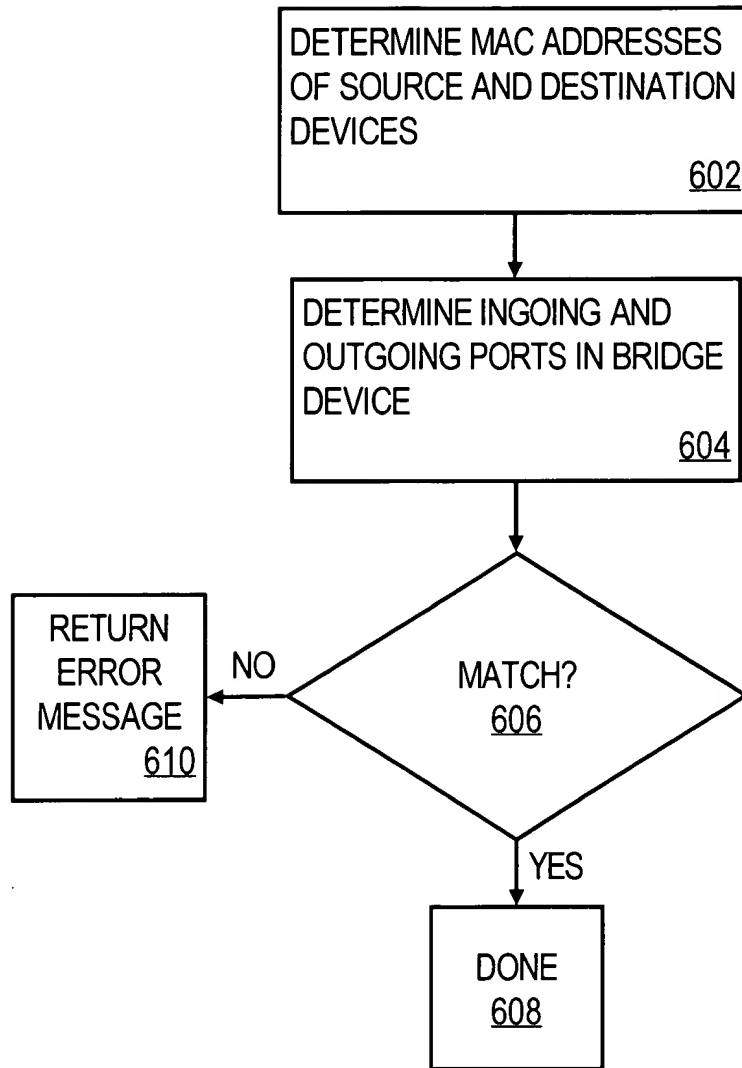 DETERMINE MAC ADDRESSES
OF SOURCE AND DESTINATION
DEVICES
602
DETERMINE INGOING AND
OUTGOING PORTS IN BRIDGE
DEVICE
604
MATCH?
606
NO
RETURN
ERROR
MESSAGE
610
YES
DONE
608